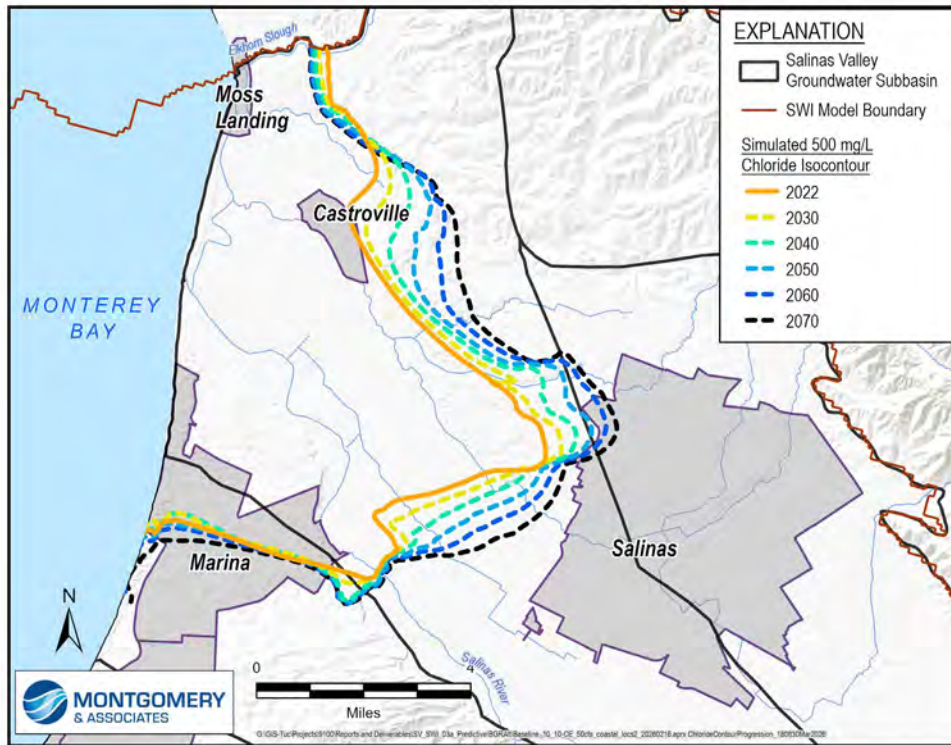 Elkhorn Slough
Moss
Landing
Castroville
MONTEREY
BAY
Marina
Salinas
Salinas River
N
0
4
Miles
MONTGOMERY
& ASSOCIATES
EXPLANATION
Salinas Valley
Groundwater Subbasin
SWI Model Boundary
Simulated 500 mg/L
Chloride Isocontour
2022
2030
2040
2050
2060
2070